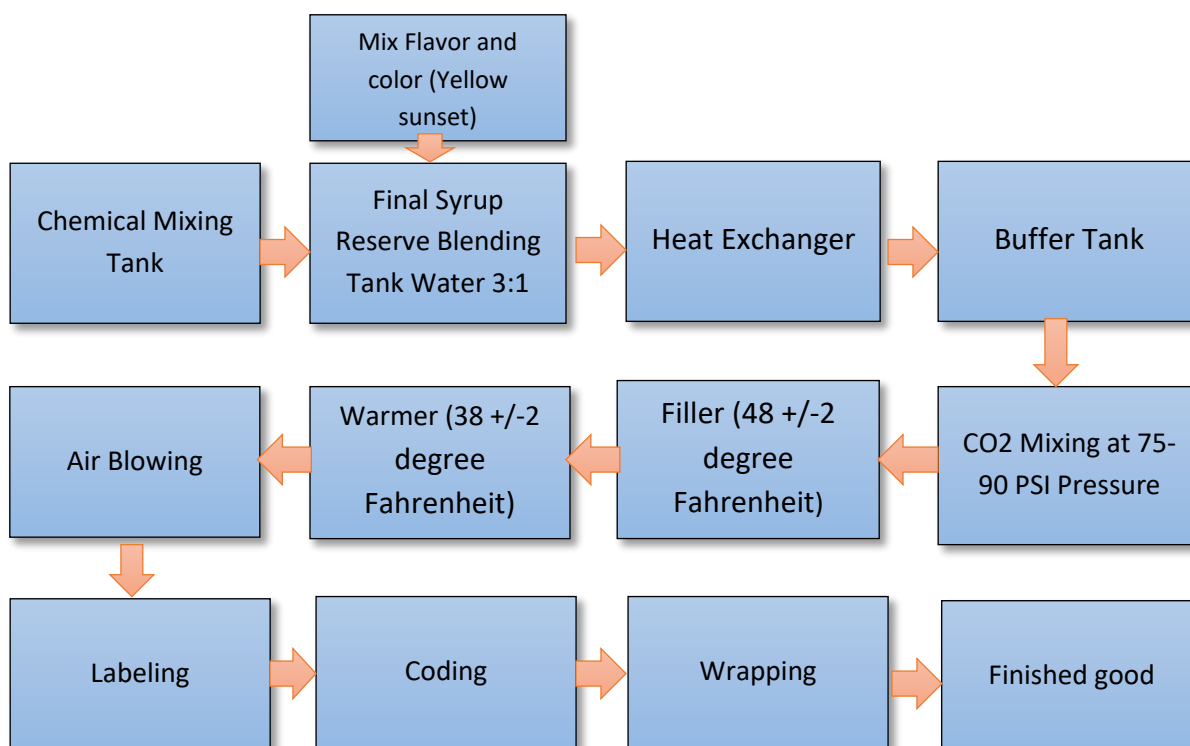 Mix Flavor and
color (Yellow
sunset)
Chemical Mixing
Tank
Final Syrup
Reserve Blending
Tank Water 3:1
Heat Exchanger
Buffer Tank
CO2 Mixing at 75-
90 PSI Pressure
Filler (48 +/-2
degree
Fahrenheit)
Warmer (38 +/-2
degree
Fahrenheit)
Air Blowing
Labeling
Coding
Wrapping
Finished good